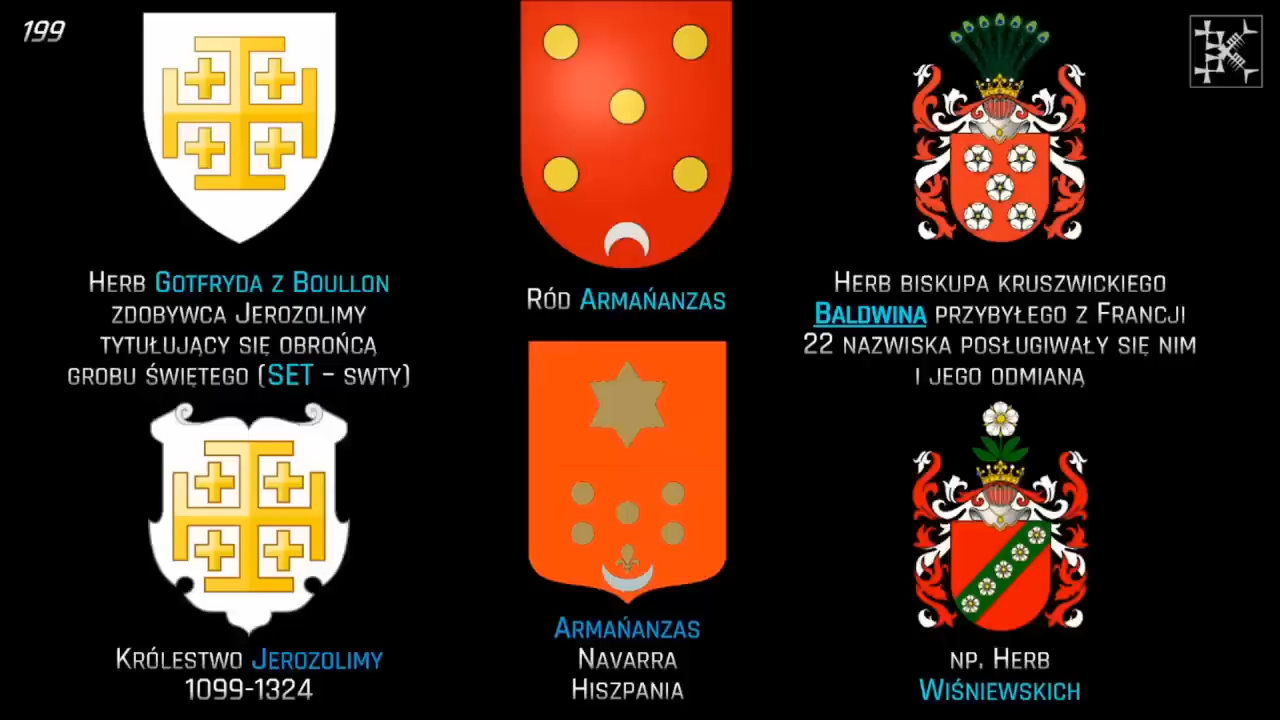 199
Herb Gotfryda z Boullon
zdobywca Jerozolimy
tytułujący się obrońcą
grobu świętego (SET – swty)
Królestwo Jerozolimy
1099-1324
Ród Armańanzas
Armańanzas
Navarra
Hiszpania
Herb biskupa kruszwickiego
Baldwina przybyłego z Francji
22 nazwiska posługiwały się nim
i jego odmianą
np. Herb
Wiśniewskich